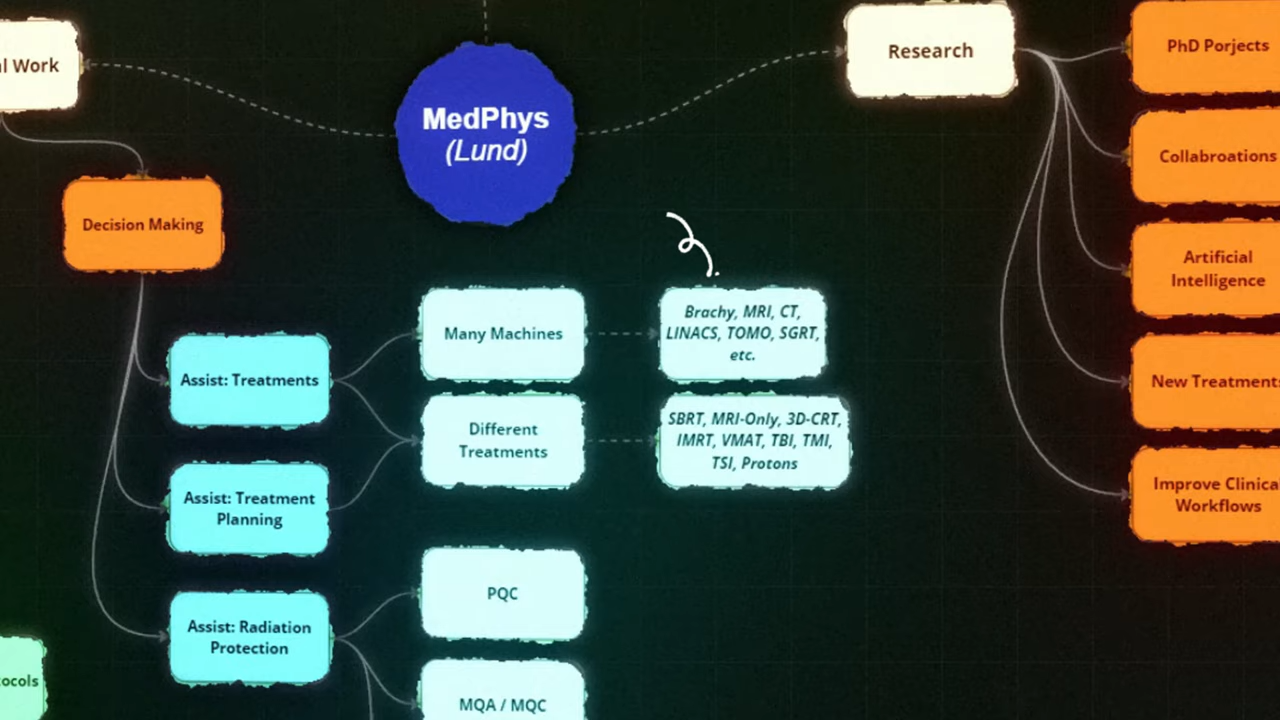 l Work
MedPhys
(Lund)
Research
PhD Porjects
Collabroations
Artificial
Intelligence
New Treatments
Improve Clinical
Workflows
Decision Making
Many Machines
Brachy, MRI, CT,
LINACS, TOMO, SGRT,
etc.
Assist: Treatments
Different
Treatments
SBRT, MRI-Only, 3D-CRT,
IMRT, VMAT, TBI, TMI,
TSI, Protons
Assist: Treatment
Planning
PQC
Assist: Radiation
Protection
ocols
MQA / MQC